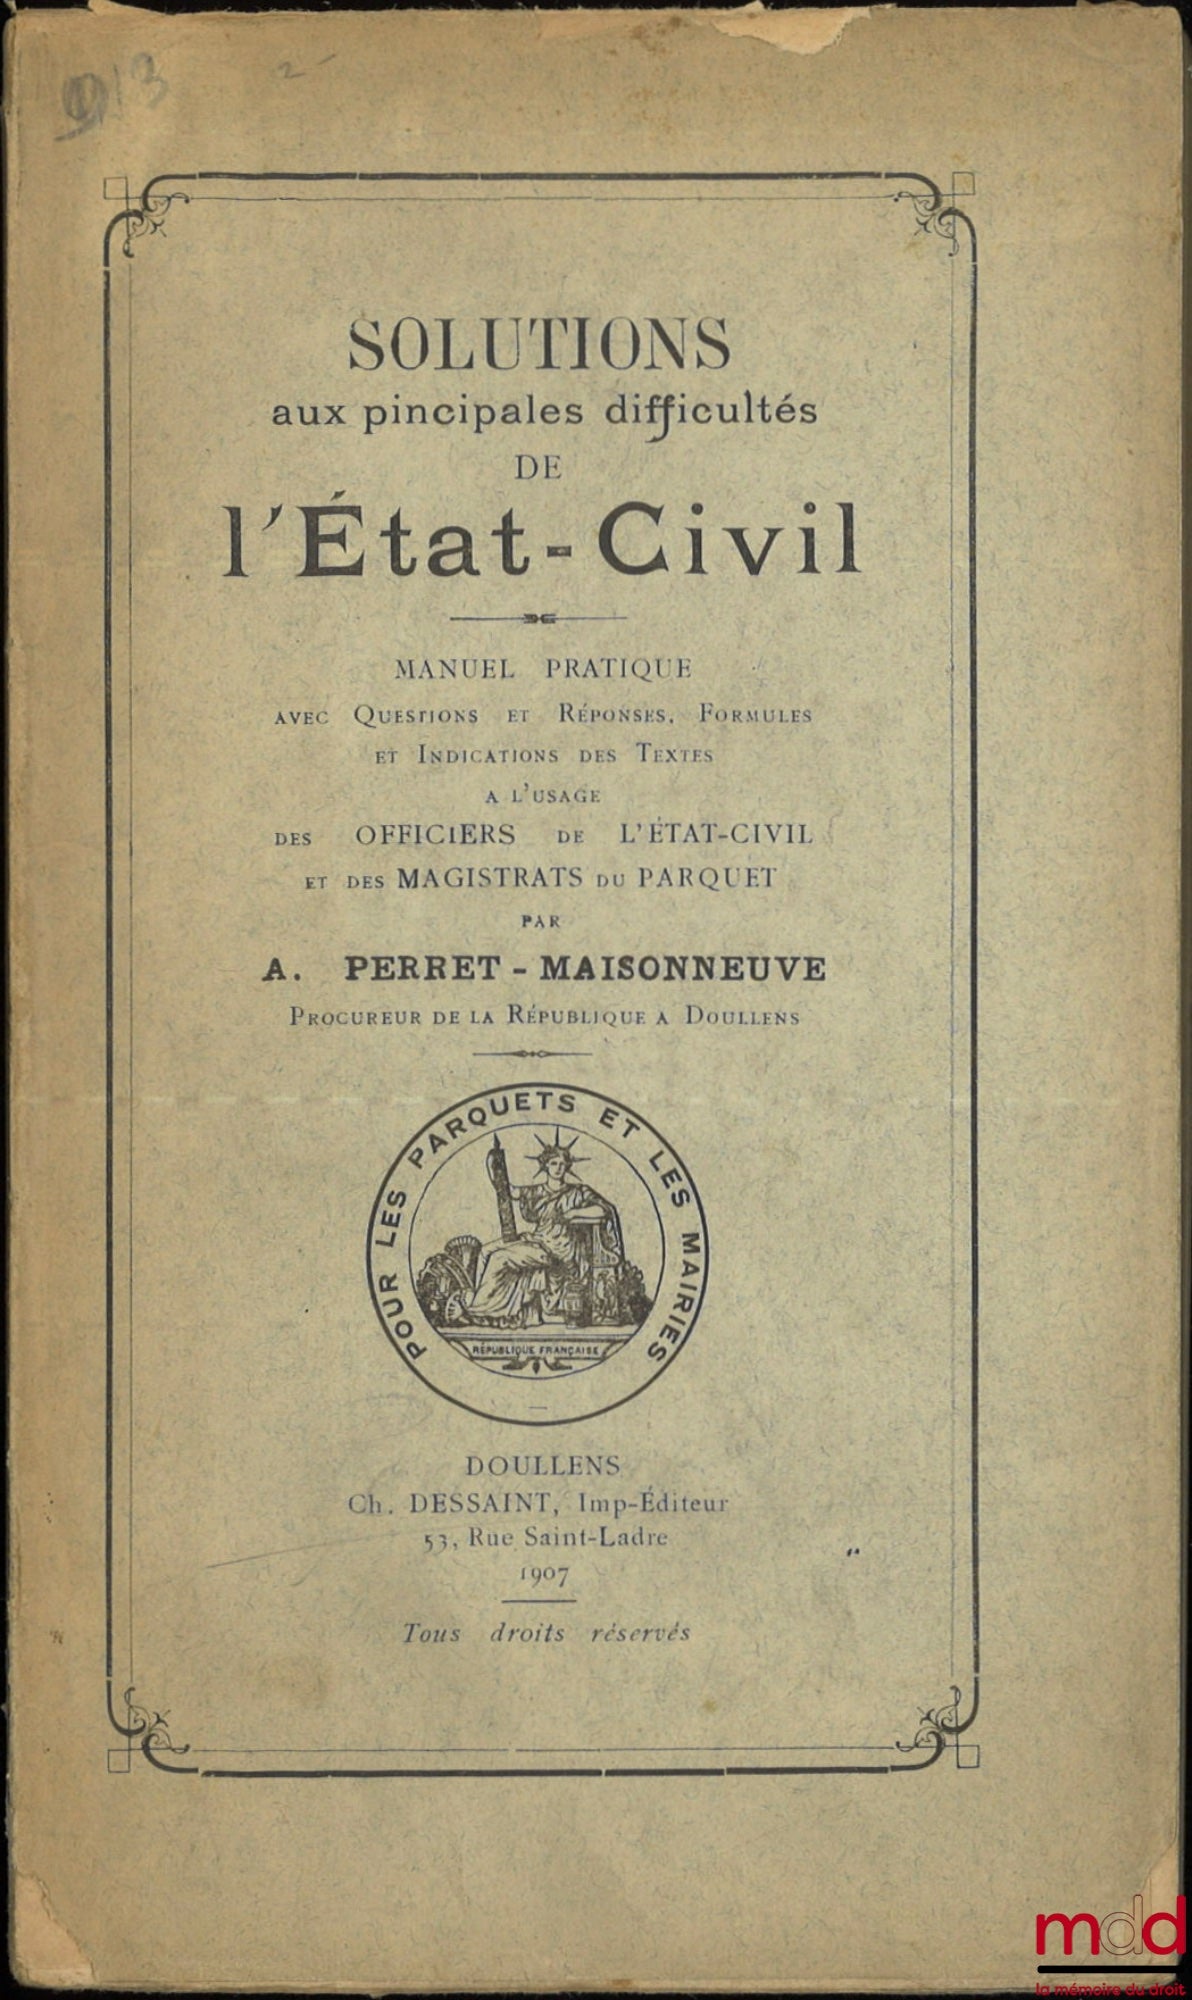 SOLUTIONS
aux pincipales difficultés
DE
l'État-Civil
MANUEL PRATIQUE
AVEC QUESTIONS ET RÉPONSES, FORMULES
ET INDICATIONS DES TEXTES
A L'USAGE
DES OFFICIERS DE L'ÉTAT-CIVIL
ET DES MAGISTRATS DU PARQUET
PAR
A. PERRET-MAISONNEUVE
PROCUREUR DE LA RÉPUBLIQUE A DOULLENS
POUR LES PARQUETS ET LES MAIRIES
RÉPUBLIQUE FRANÇAISE
DOULLENS
Ch. DESSAINT, Imp-Éditeur
53, Rue Saint-Ladre
1907
Tous droits réservés
mdd
la mémoire du droit